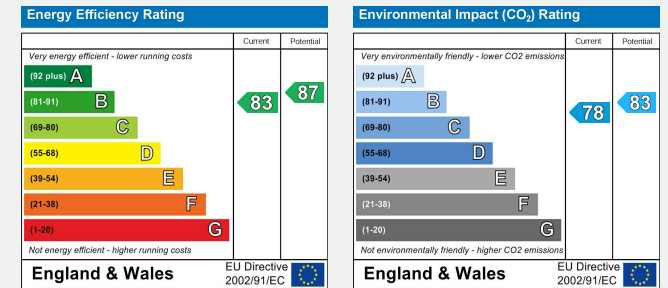 Energy Efficiency Rating
Current Potential
Very energy efficient - lower running costs
(92 plus) A
(81-91) B
83 87
(69-80) C
(55-68) D
(39-54) E
(21-38) F
(1-20) G
Not energy efficient - higher running costs
England & Wales
EU Directive
2002/91/EC
Environmental Impact (CO₂) Rating
Current Potential
Very environmentally friendly - lower CO2 emissions
(92 plus) A
(81-91) B
78 83
(69-80) C
(55-68) D
(39-54) E
(21-38) F
(1-20) G
Not environmentally friendly - higher CO2 emissions
England & Wales
EU Directive
2002/91/EC